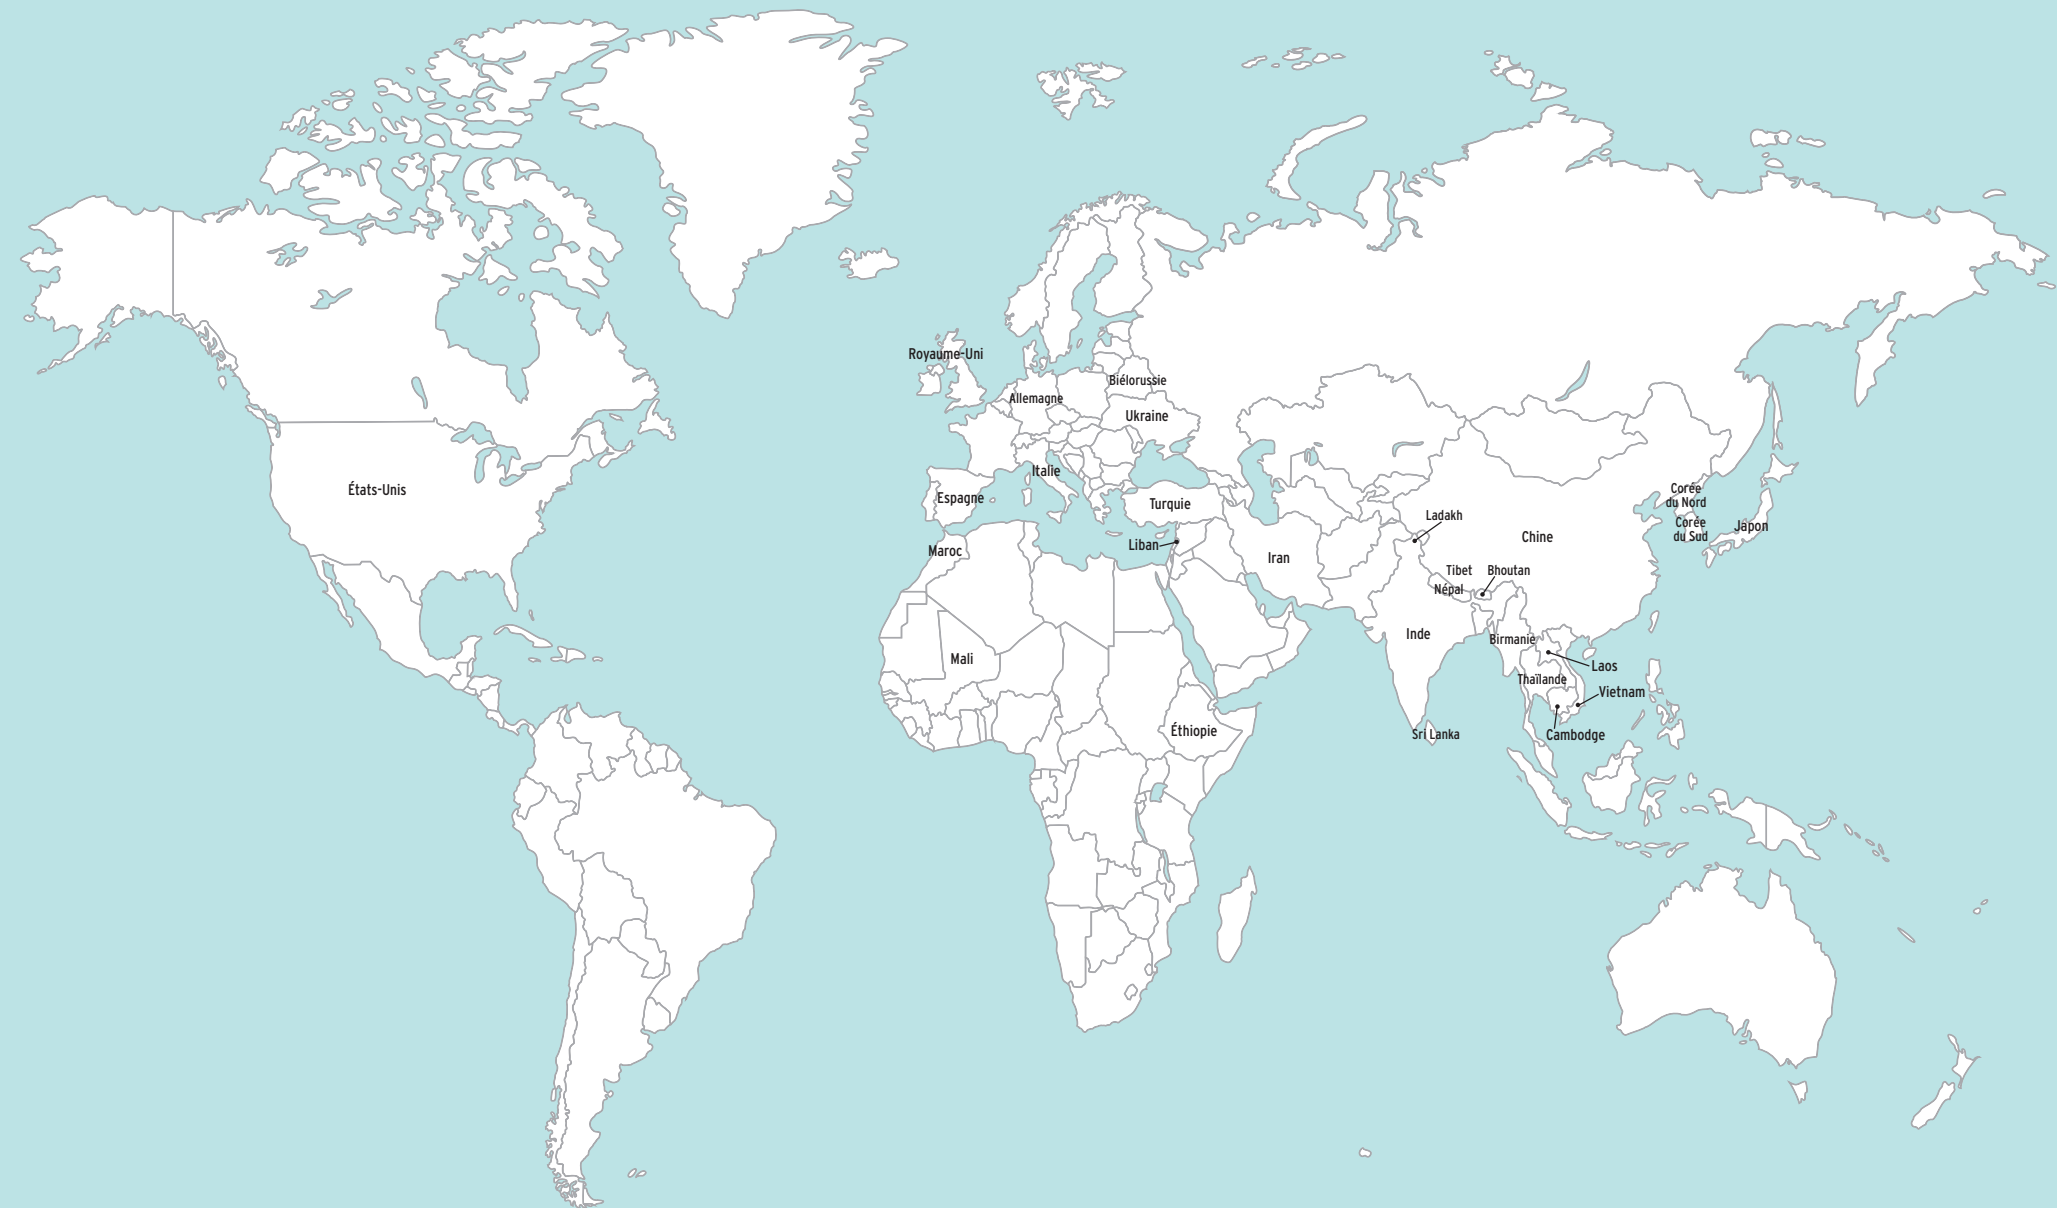 Royaume-Uni
Biélorussie
Allemagne
Ukraine
Italie
États-Unis
Espagne
Turquie
Corée
du Nord
Ladakh
Corée
du Sud
Japon
Chine
Liban
Maroc
Iran
Tibet
Bhoutan
Népal
Inde
Birmanie
Mali
Laos
Thaïlande
Vietnam
Éthiopie
Sri Lanka
Cambodge